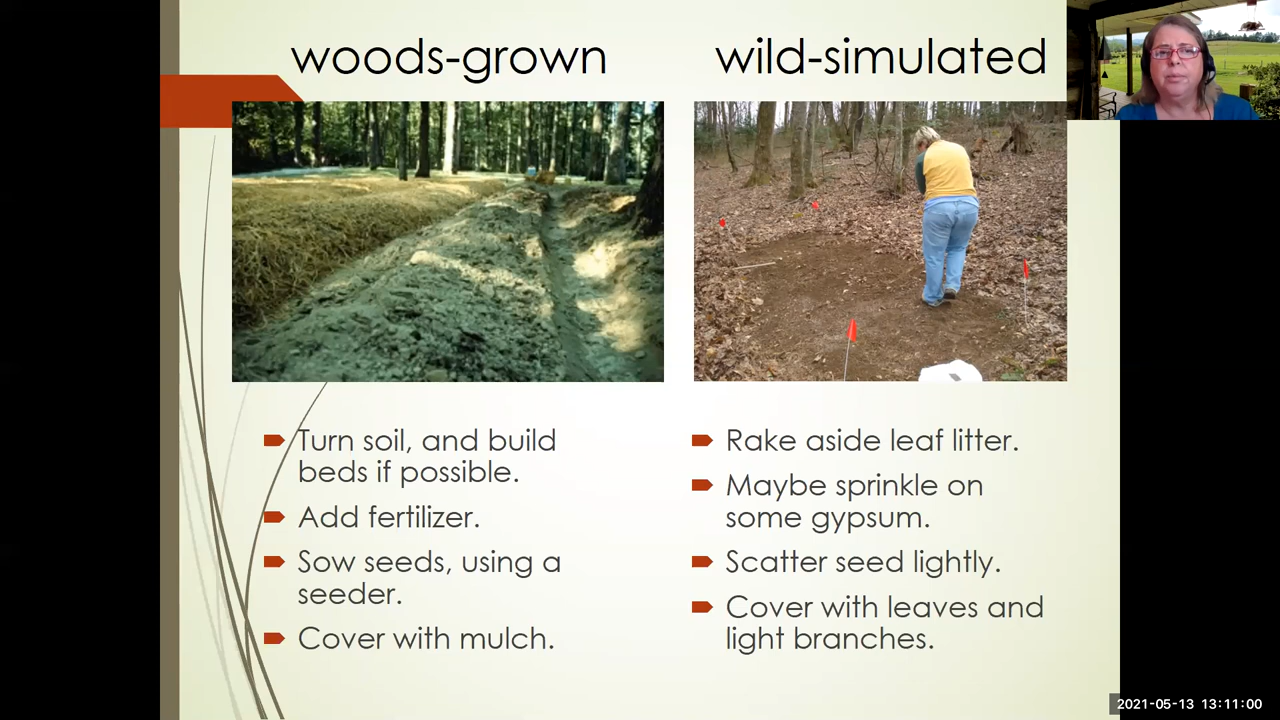 woods-grown
wild-simulated
Turn soil, and build
beds if possible.
Add fertilizer.
Sow seeds, using a
seeder.
Cover with mulch.
Rake aside leaf litter.
Maybe sprinkle on
some gypsum.
Scatter seed lightly.
Cover with leaves and
light branches.
2021-05-13 13:11:00